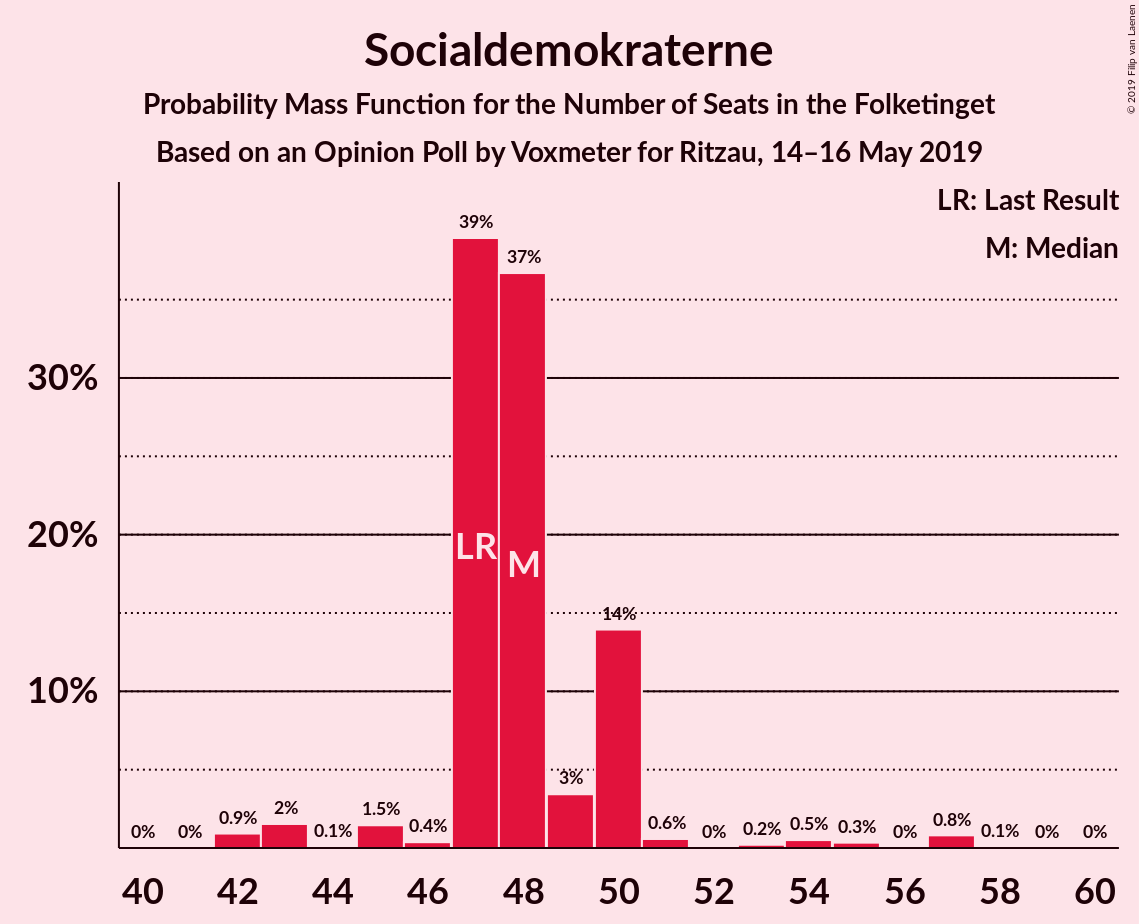 Socialdemokraterne
Probability Mass Function for the Number of Seats in the Folketinget
Based on an Opinion Poll by Voxmeter for Ritzau, 14–16 May 2019
© 2019 Filip van Laenen
LR: Last Result
M: Median
39%
37%
30%
20%
LR
M
14%
10%
3%
0%
0%
0.9%
2%
0.1%
1.5%
0.4%
0.6%
0%
0.2%
0.5%
0.3%
0%
0.8%
0.1%
0%
0%
40 42 44 46 48 50 52 54 56 58 60